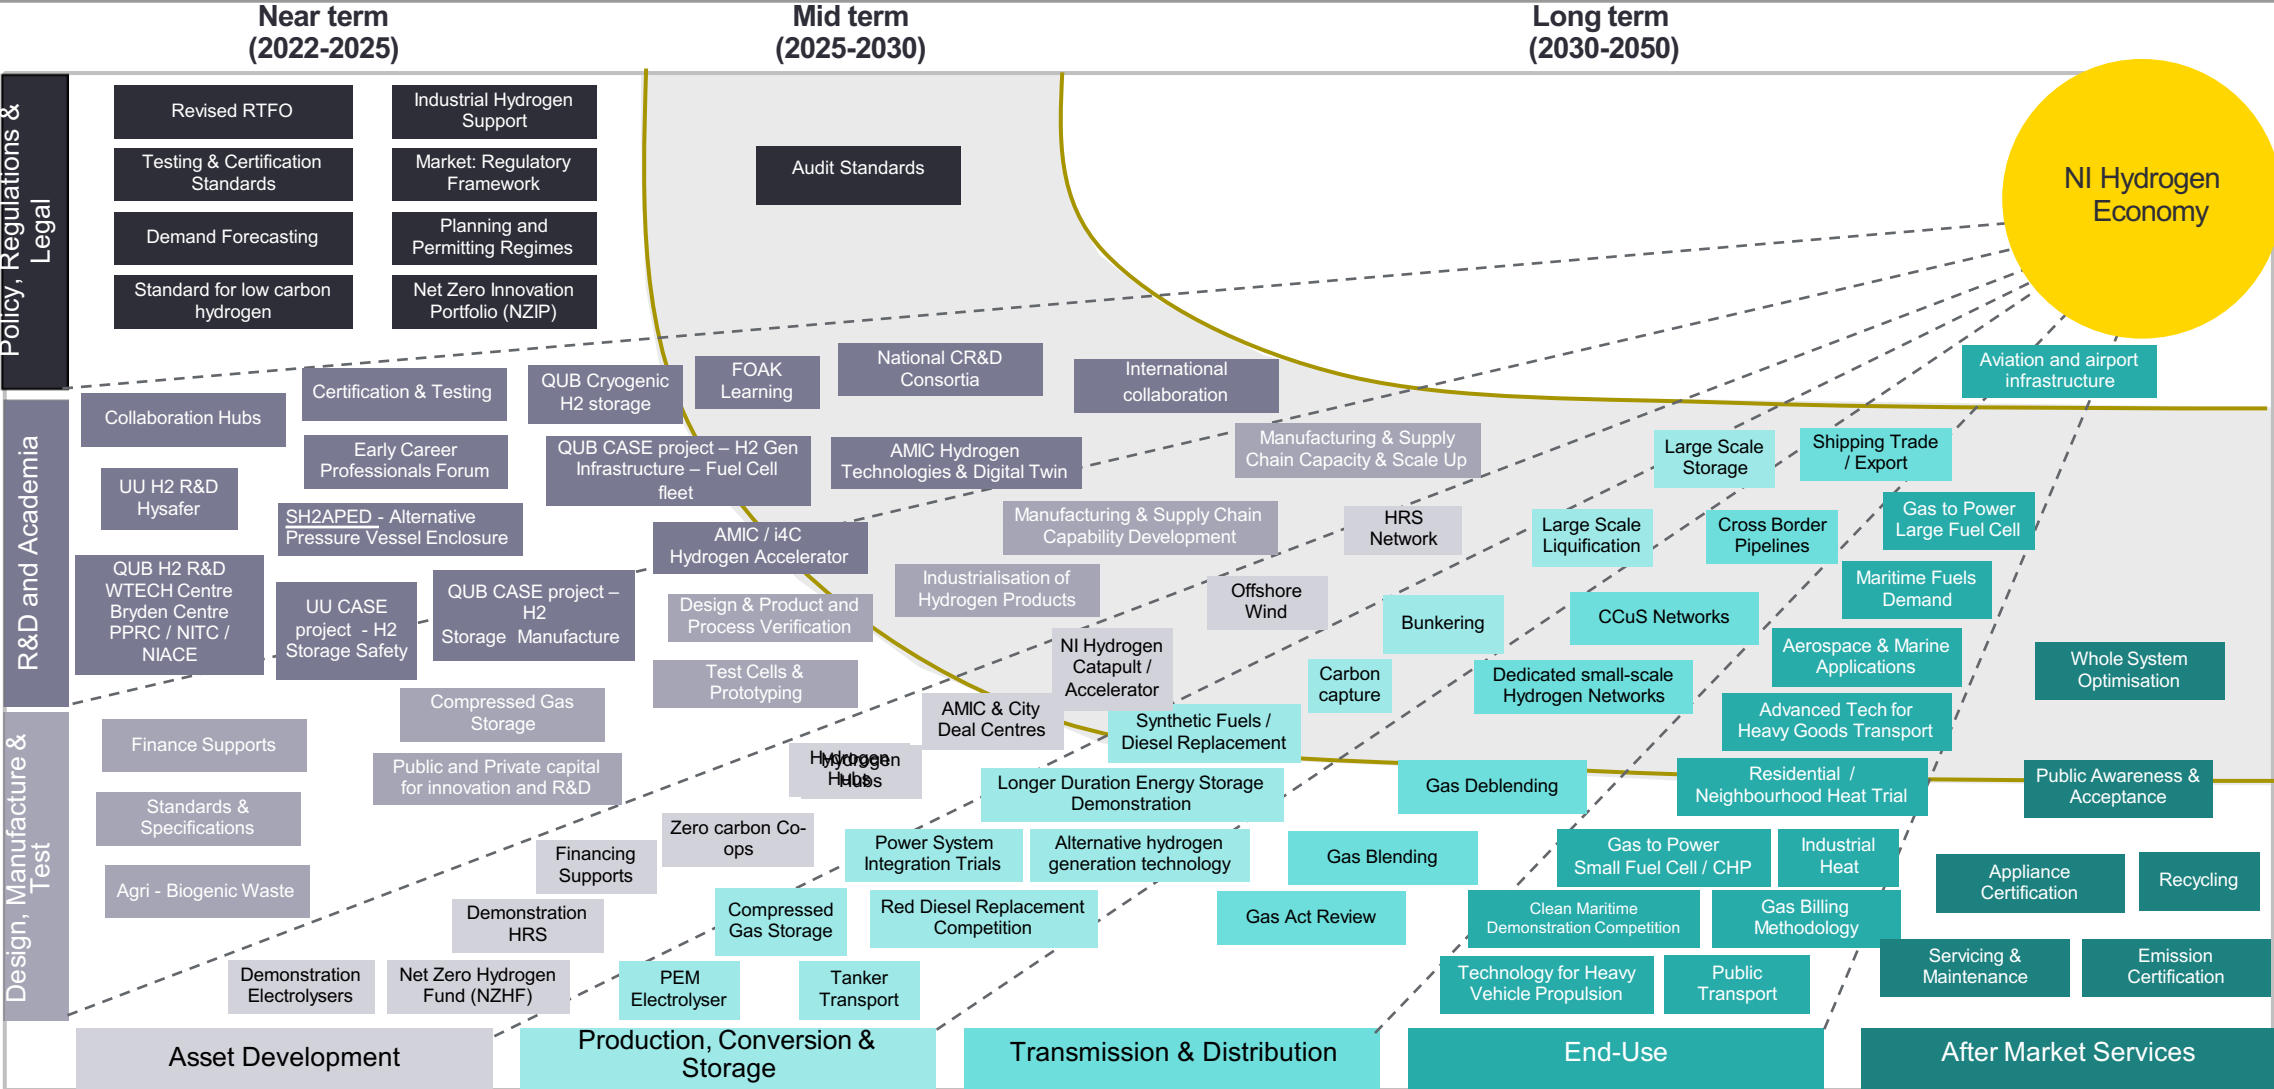 Near term
(2022-2025)
Mid term
(2025-2030)
Long term
(2030-2050)
NI Hydrogen
Economy
Policy, Regulations &
Legal
Revised RTFO
Industrial Hydrogen
Support
Testing & Certification
Standards
Market: Regulatory
Framework
Audit Standards
Demand Forecasting
Planning and
Permitting Regimes
Standard for low carbon
hydrogen
Net Zero Innovation
Portfolio (NZIP)
R&D and Academia
Collaboration Hubs
Certification & Testing
QUB Cryogenic
H2 storage
FOAK
Learning
National CR&D
Consortia
International
collaboration
UU H2 R&D
Hysafer
Early Career
Professionals Forum
QUB CASE project – H2 Gen
Infrastructure – Fuel Cell
fleet
AMIC Hydrogen
Technologies & Digital Twin
SH2APED - Alternative
Pressure Vessel Enclosure
AMIC / i4C
Hydrogen Accelerator
QUB H2 R&D
WTECH Centre
Bryden Centre
PPRC / NITC /
NIACE
UU CASE
project - H2
Storage Safety
QUB CASE project –
H2
Storage Manufacture
Design, Manufacture &
Test
Manufacturing & Supply
Chain Capacity & Scale Up
Manufacturing & Supply Chain
Capability Development
Industrialisation of
Hydrogen Products
Design & Product and
Process Verification
Test Cells &
Prototyping
Compressed Gas
Storage
Finance Supports
Public and Private capital
for innovation and R&D
Standards &
Specifications
Agri - Biogenic Waste
HRS
Network
Offshore
Wind
NI Hydrogen
Catapult /
Accelerator
AMIC & City
Deal Centres
Hydrogen
Hubs
Hydrogen
Hubs
Zero carbon Co-
ops
Financing
Supports
Demonstration
HRS
Demonstration
Electrolysers
Net Zero Hydrogen
Fund (NZHF)
Asset Development
Large Scale
Storage
Large Scale
Liquification
Bunkering
Carbon
capture
Synthetic Fuels /
Diesel Replacement
Longer Duration Energy Storage
Demonstration
Power System
Integration Trials
Alternative hydrogen
generation technology
Compressed
Gas Storage
Red Diesel Replacement
Competition
PEM
Electrolyser
Tanker
Transport
Production, Conversion &
Storage
Shipping Trade
/ Export
Cross Border
Pipelines
CCuS Networks
Dedicated small-scale
Hydrogen Networks
Gas Deblending
Gas Blending
Gas Act Review
Transmission & Distribution
Aviation and airport
infrastructure
Gas to Power
Large Fuel Cell
Maritime Fuels
Demand
Aerospace & Marine
Applications
Advanced Tech for
Heavy Goods Transport
Residential /
Neighbourhood Heat Trial
Gas to Power
Small Fuel Cell / CHP
Industrial
Heat
Clean Maritime
Demonstration Competition
Gas Billing
Methodology
Technology for Heavy
Vehicle Propulsion
Public
Transport
End-Use
Whole System
Optimisation
Public Awareness &
Acceptance
Appliance
Certification
Recycling
Servicing &
Maintenance
Emission
Certification
After Market Services